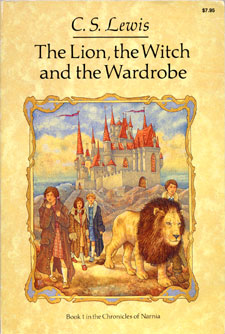 $7.95
C. S. Lewis
The Lion, the Witch
and the Wardrobe
Book 1 in the Chronicles of Narnia